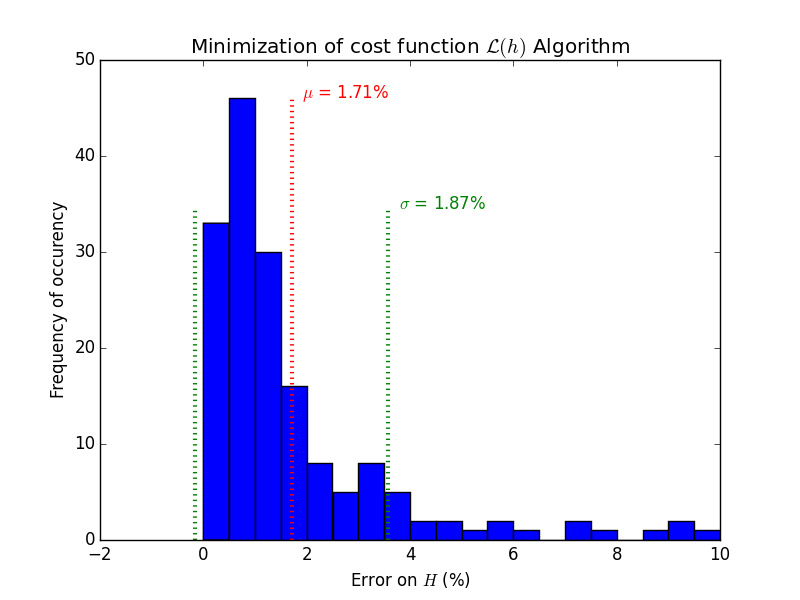 Minimization of cost function ℒ(h) Algorithm
50
40
30
20
10
0
Frequency of occurency
μ = 1.71%
σ = 1.87%
−2 0 2 4 6 8 10
Error on H (%)